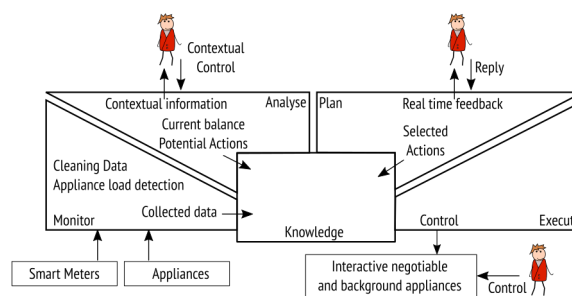 Contextual
Control
Reply
Contextual information
Analyse
Plan
Real time feedback
Current balance
Potential Actions
Selected
Actions
Cleaning Data
Appliance load detection
Collected data
Monitor
Knowledge
Control
Smart Meters
Appliances
Interactive negotiable
and background appliances
Control